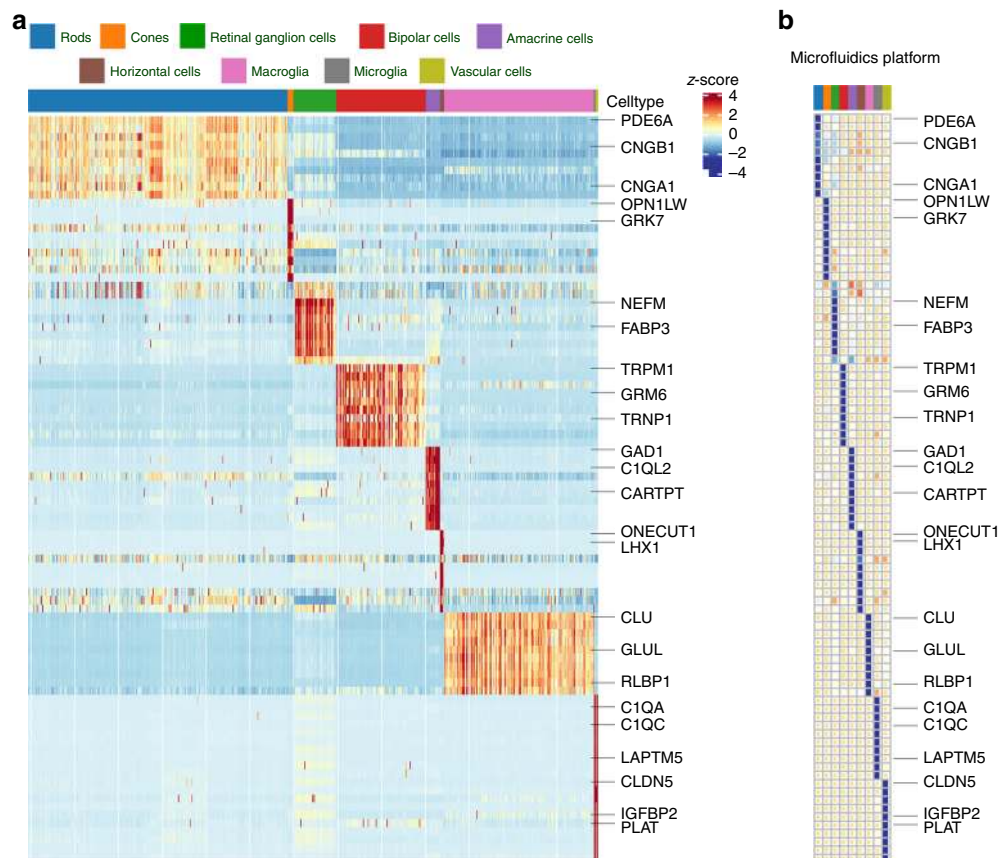 a
Rods Cones Retinal ganglion cells Bipolar cells Amacrine cells
Horizontal cells Macroglia Microglia Vascular cells
z-score
4
2
0
−2
−4
Celltype
PDE6A
CNGB1
CNGA1
OPN1LW
GRK7
NEFM
FABP3
TRPM1
GRM6
TRNP1
GAD1
C1QL2
CARTPT
ONECUT1
LHX1
CLU
GLUL
RLBP1
C1QA
C1QC
LAPTM5
CLDN5
IGFBP2
PLAT
b
Microfluidics platform
PDE6A
CNGB1
CNGA1
OPN1LW
GRK7
NEFM
FABP3
TRPM1
GRM6
TRNP1
GAD1
C1QL2
CARTPT
ONECUT1
LHX1
CLU
GLUL
RLBP1
C1QA
C1QC
LAPTM5
CLDN5
IGFBP2
PLAT